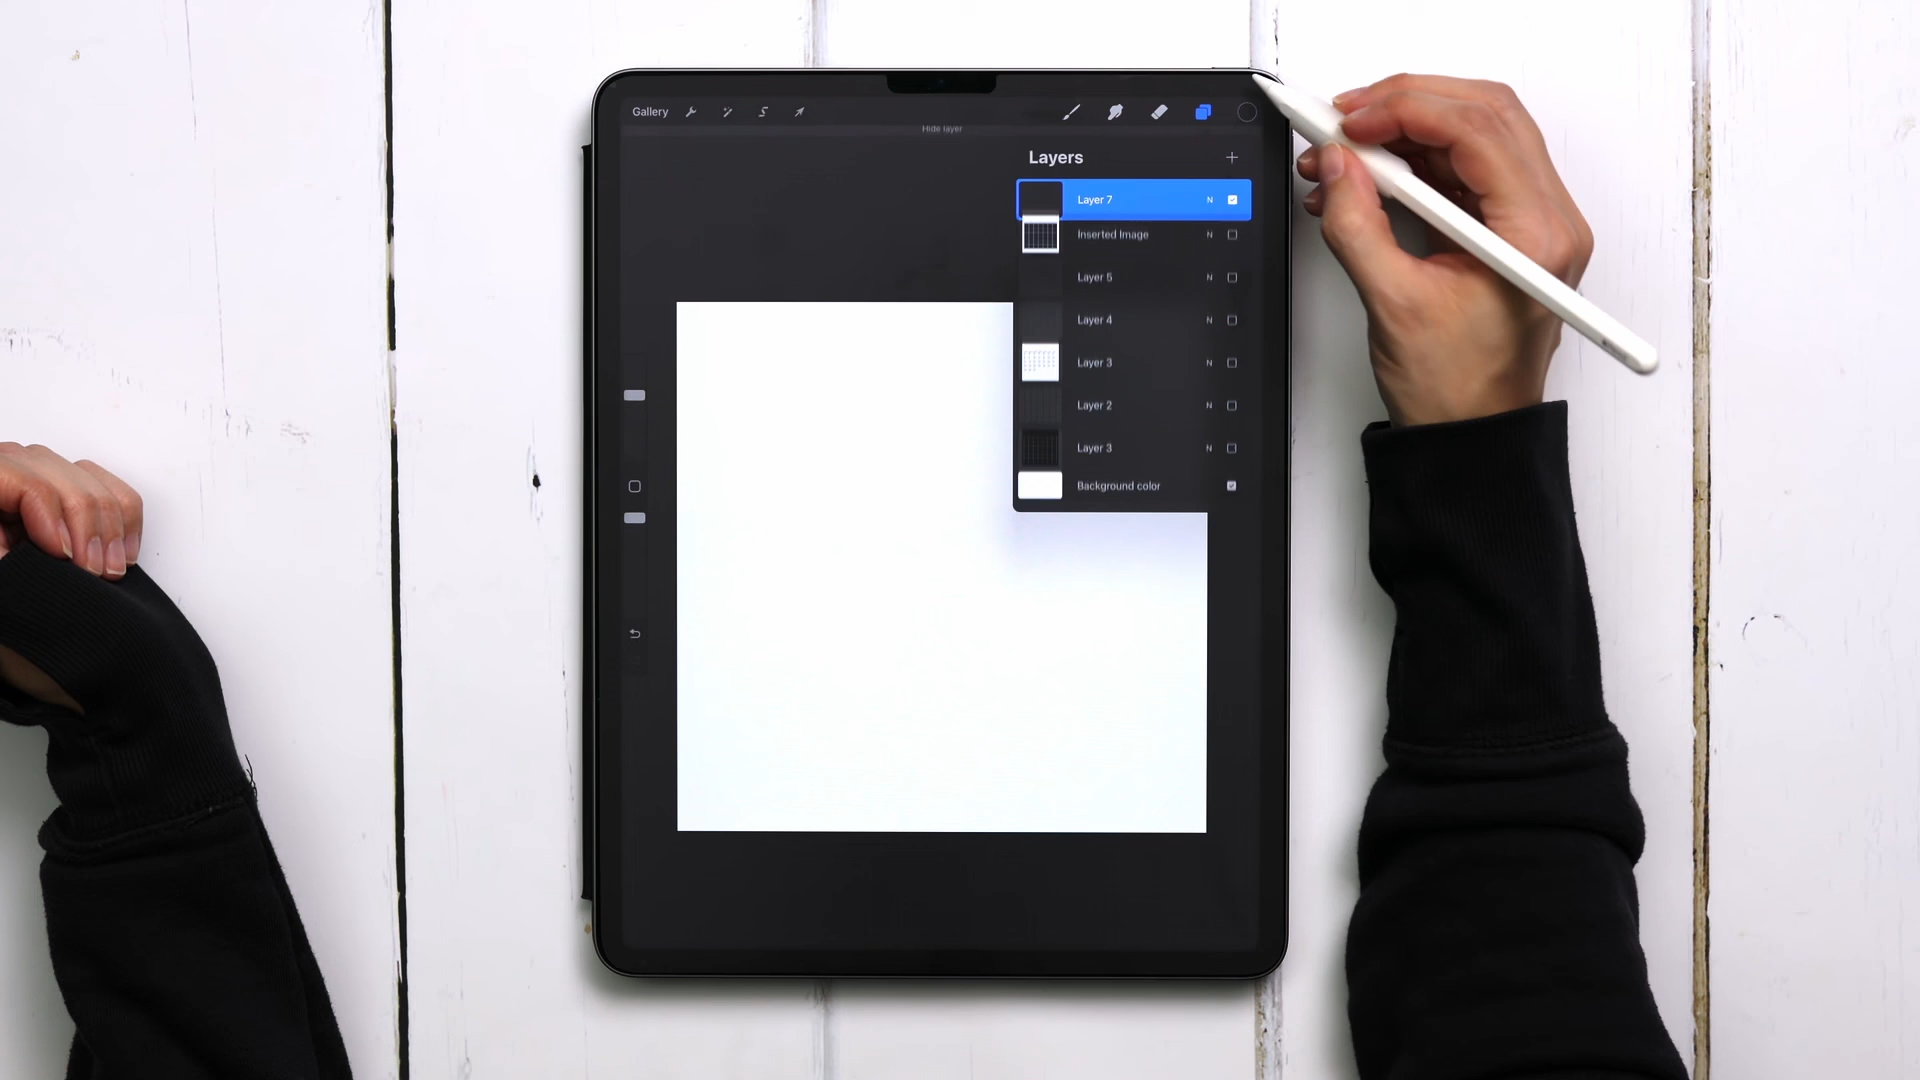 Gallery
Hide layer
Layers
Layer 7 N
Inserted Image N
Layer 5 N
Layer 4 N
Layer 3 N
Layer 2 N
Layer 3 N
Background color